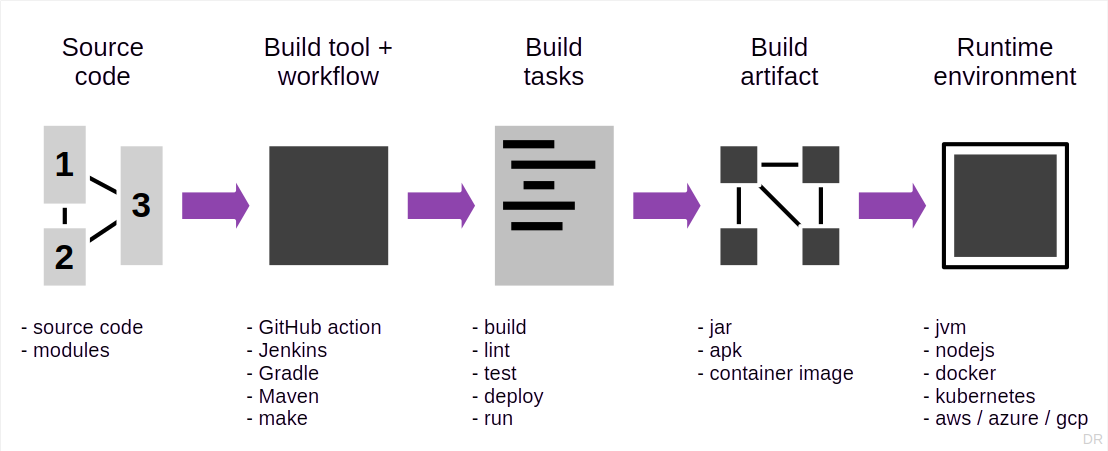 Source
code
Build tool +
workflow
Build
tasks
Build
artifact
Runtime
environment
1
2
3
- source code
- modules
- GitHub action
- Jenkins
- Gradle
- Maven
- make
- build
- lint
- test
- deploy
- run
- jar
- apk
- container image
- jvm
- nodejs
- docker
- kubernetes
- aws / azure / gcp
DR